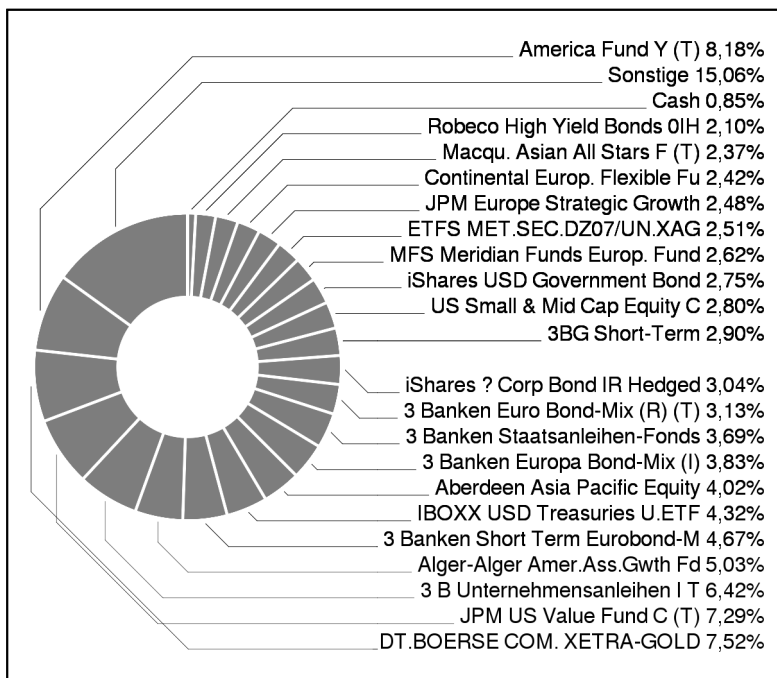 America Fund Y (T) 8,18%
Sonstige 15,06%
Cash 0,85%
Robeco High Yield Bonds 0IH 2,10%
Macqu. Asian All Stars F (T) 2,37%
Continental Europ. Flexible Fu 2,42%
JPM Europe Strategic Growth 2,48%
ETFS MET.SEC.DZ07/UN.XAG 2,51%
MFS Meridian Funds Europ. Fund 2,62%
iShares USD Government Bond 2,75%
US Small & Mid Cap Equity C 2,80%
3BG Short-Term 2,90%
iShares ? Corp Bond IR Hedged 3,04%
3 Banken Euro Bond-Mix (R) (T) 3,13%
3 Banken Staatsanleihen-Fonds 3,69%
3 Banken Europa Bond-Mix (I) 3,83%
Aberdeen Asia Pacific Equity 4,02%
IBOXX USD Treasuries U.ETF 4,32%
3 Banken Short Term Eurobond-M 4,67%
Alger-Alger Amer.Ass.Gwth Fd 5,03%
3 B Unternehmensanleihen I T 6,42%
JPM US Value Fund C (T) 7,29%
DT.BOERSE COM. XETRA-GOLD 7,52%